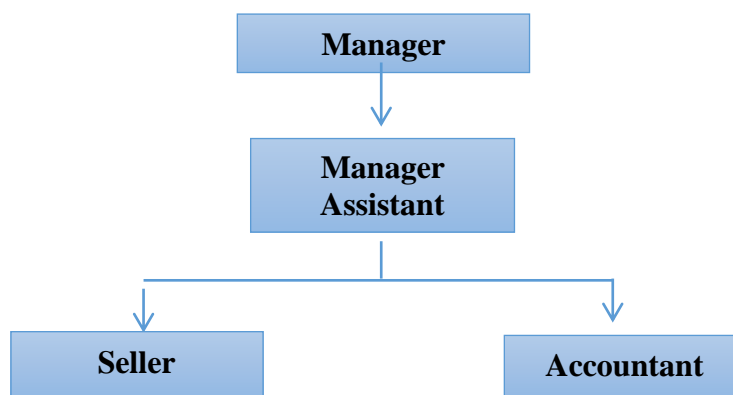 Manager
Manager
Assistant
Seller
Accountant